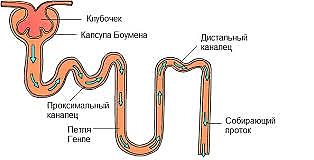 Клубочек
Капсула Боумена
Дистальный
каналец
Проксимальный
каналец
Собирающий
проток
Петля
Генле